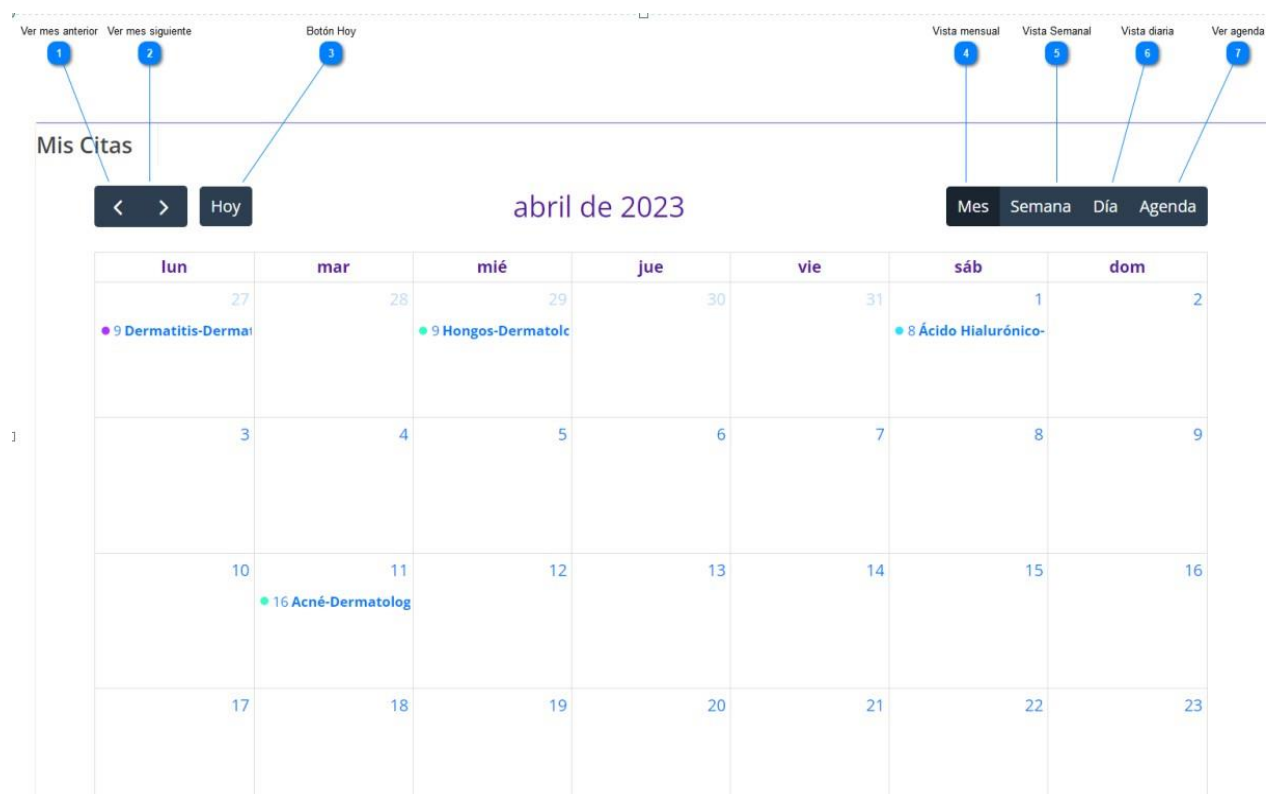 Ver mes anterior Ver mes siguiente Botón Hoy Vista mensual Vista Semanal Vista diaria Ver agenda
1 2 3 4 5 6 7
Mis Citas
Hoy abril de 2023 Mes Semana Día Agenda
lun mar mié jue vie sáb dom
27 28 29 30 31 1 2
9 Dermatitis-Dermat 9 Hongos-Dermatolo 8 Ácido Hialurónico-
3 4 5 6 7 8 9
10 11 12 13 14 15 16
16 Acné-Dermatolog
17 18 19 20 21 22 23